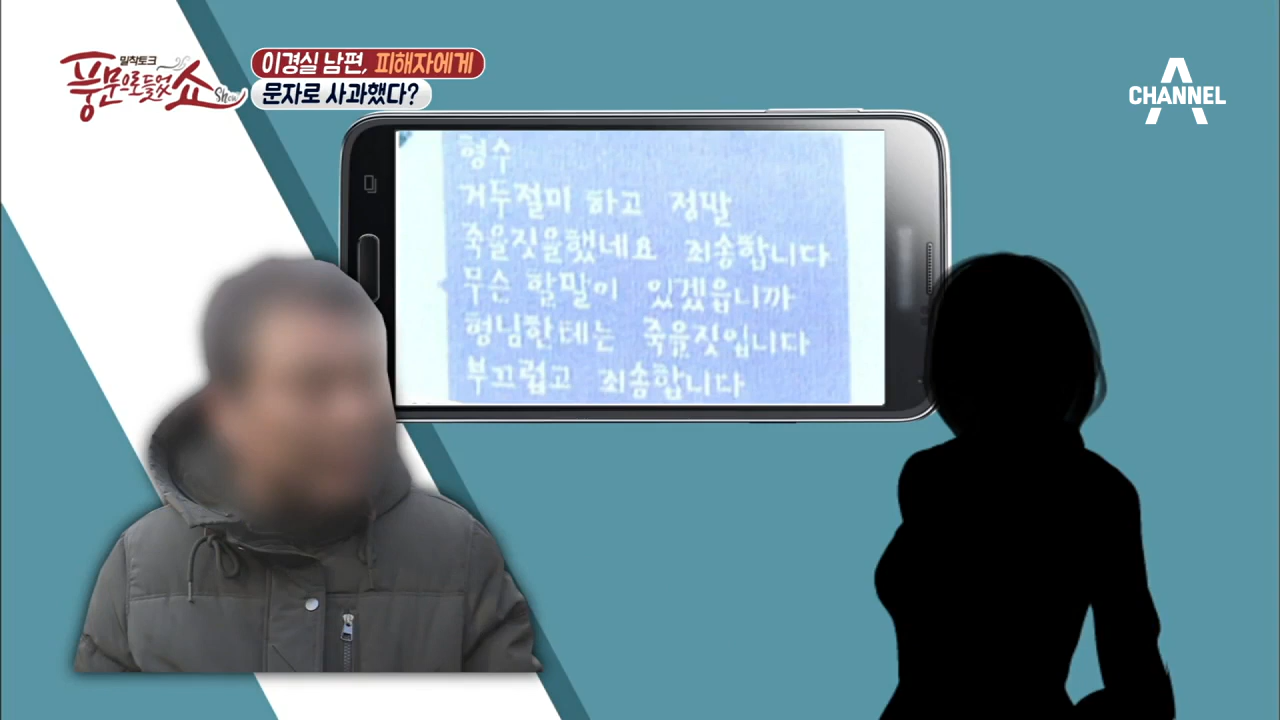 밀착토크
풍문으로들었쇼
Show
이경실 남편, 피해자에게
문자로 사과했다?
CHANNEL A
형수
거두절미 하고 정말
죽을짓을했네요 죄송합니다
무슨 할말이 있겠읍니까
형님한테는 죽을짓입니다
부끄럽고 죄송합니다